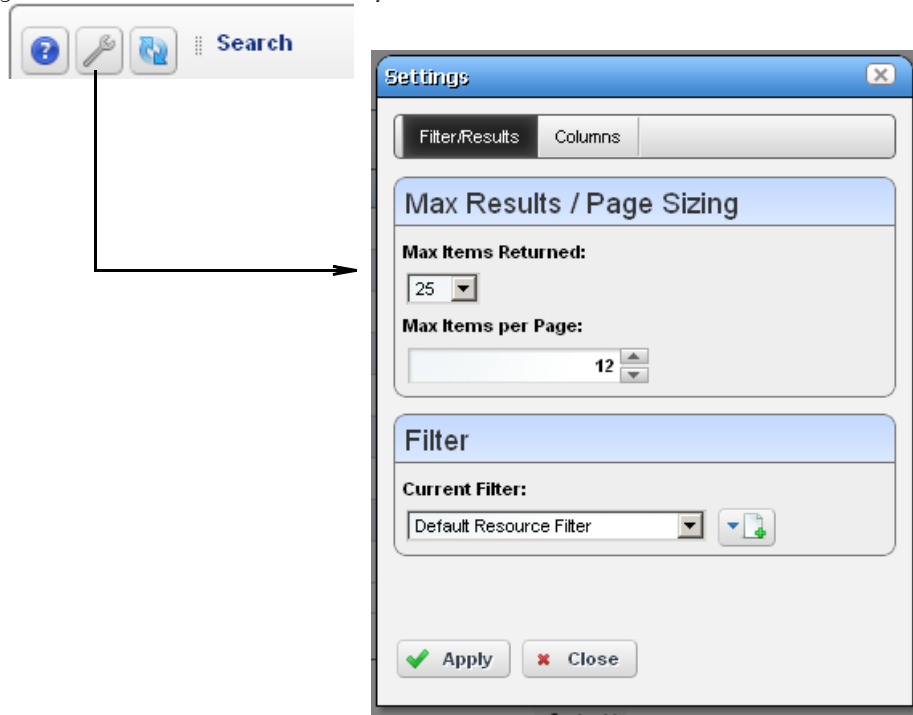 Search
Settings
Filter/Results Columns
Max Results / Page Sizing
Max Items Returned:
25
Max Items per Page:
12
Filter
Current Filter:
Default Resource Filter
Apply Close